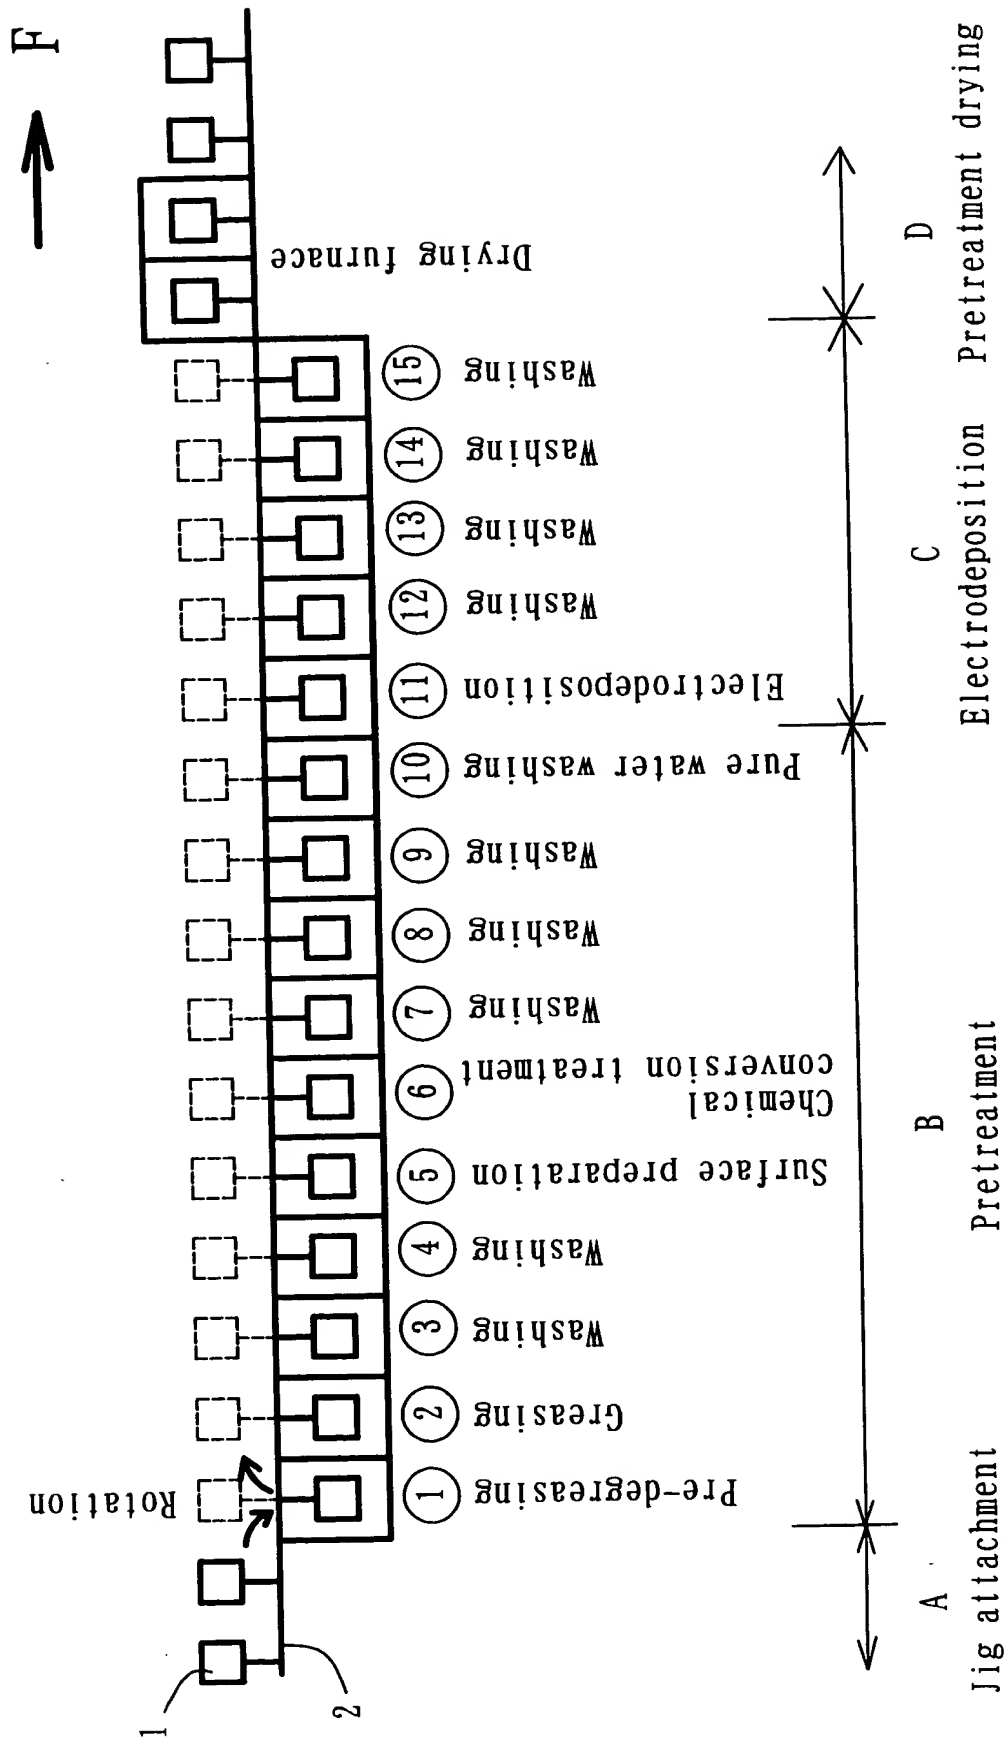 F
Rotation
1
2
① Pre-degreasing
② Greasing
③ Washing
④ Washing
⑤ Surface preparation
⑥ Chemical
conversion treatment
⑦ Washing
⑧ Washing
⑨ Washing
⑩ Pure water washing
⑪ Electrodeposition
⑫ Washing
⑬ Washing
⑭ Washing
⑮ Washing
Drying furnace
A
Jig attachment
B
Pretreatment
C
Electrodeposition
D
Pretreatment drying